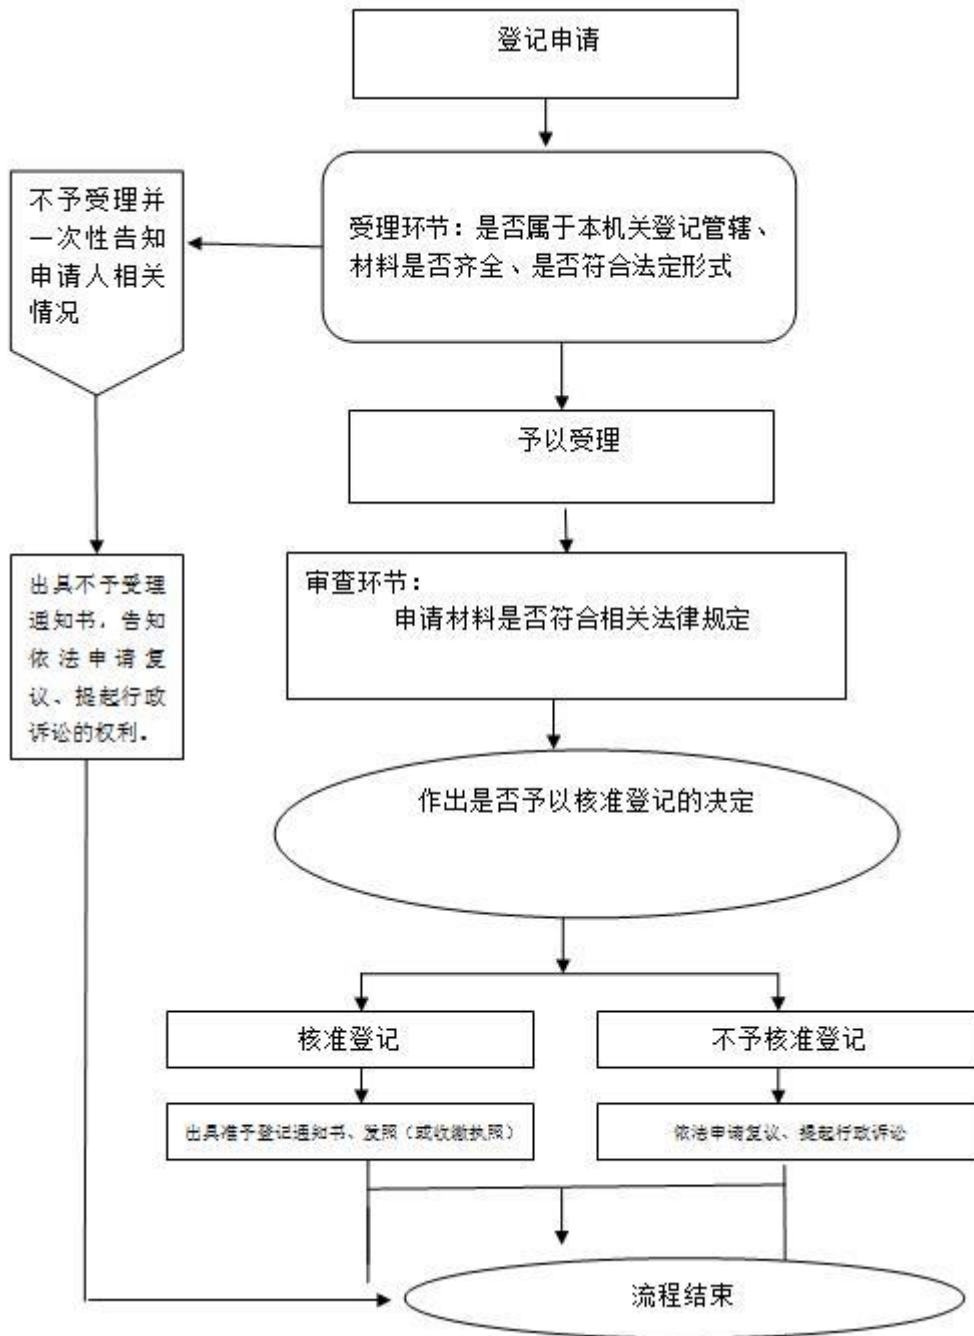 登记申请
不予受理并
一次性告知
申请人相关
情况
受理环节：是否属于本机关登记管辖、
材料是否齐全、是否符合法定形式
予以受理
出具不予受理
通知书，告知
依法申请复
议、提起行政
诉讼的权利。
审查环节：
申请材料是否符合相关法律规定
作出是否予以核准登记的决定
核准登记
不予核准登记
出具准予登记通知书、发照（或收缴执照）
依法申请复议、提起行政诉讼
流程结束